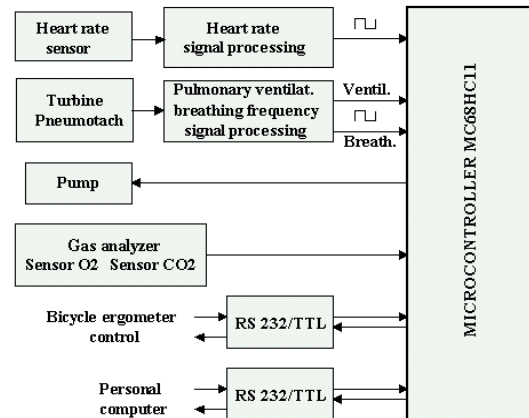 Heart rate
sensor
Heart rate
signal processing
Turbine
Pneumotach
Pulmonary ventilat.
breathing frequency
signal processing
Ventil.
Breath.
Pump
Gas analyzer
Sensor O2 Sensor CO2
Bicycle ergometer
control
RS 232/TTL
Personal
computer
RS 232/TTL
MICROCONTROLLER MC68HC11